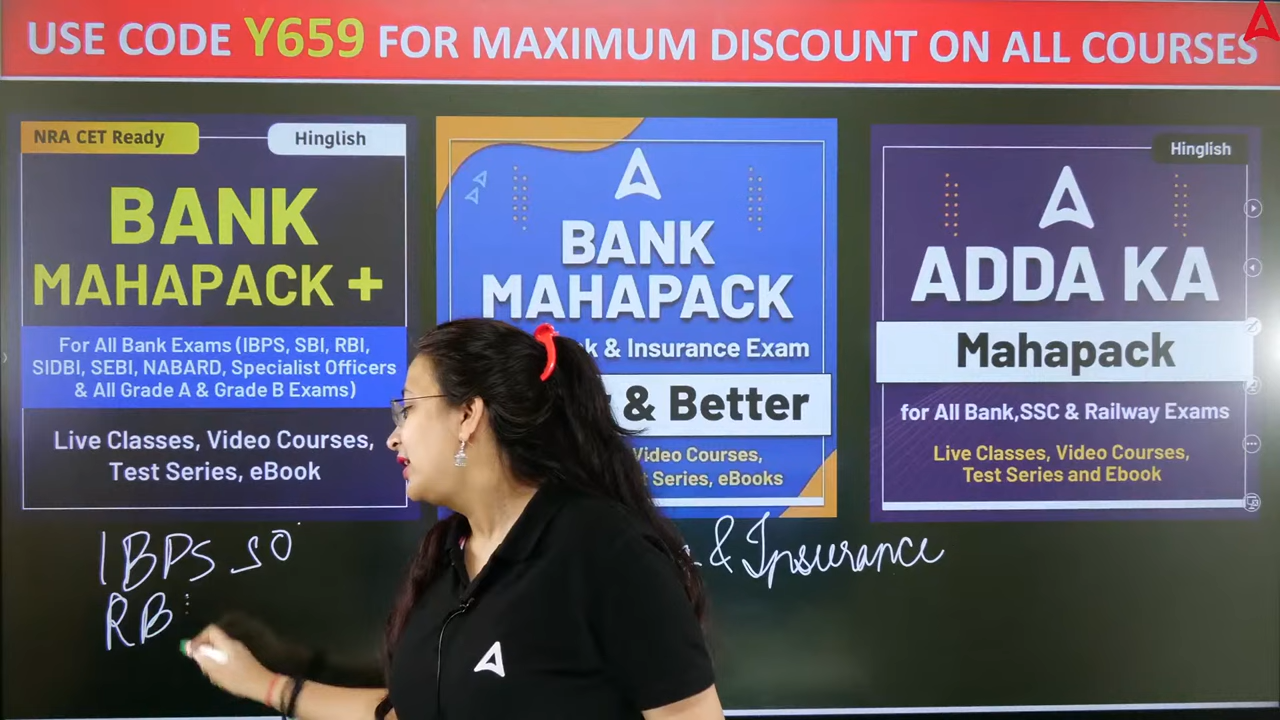 USE CODE Y659 FOR MAXIMUM DISCOUNT ON ALL COURSES
NRA CET Ready
Hinglish
BANK
MAHAPACK +
For All Bank Exams (IBPS, SBI, RBI,
SIDBI, SEBI, NABARD, Specialist Officers
& All Grade A & Grade B Exams)
Live Classes, Video Courses,
Test Series, eBook
BANK
MAHAPACK
& Insurance Exam
& Better
Video Courses,
Series, eBooks
Hinglish
ADDA KA
Mahapack
for All Bank,SSC & Railway Exams
Live Classes, Video Courses,
Test Series and Ebook
IBPS SO
RB
& Insurance